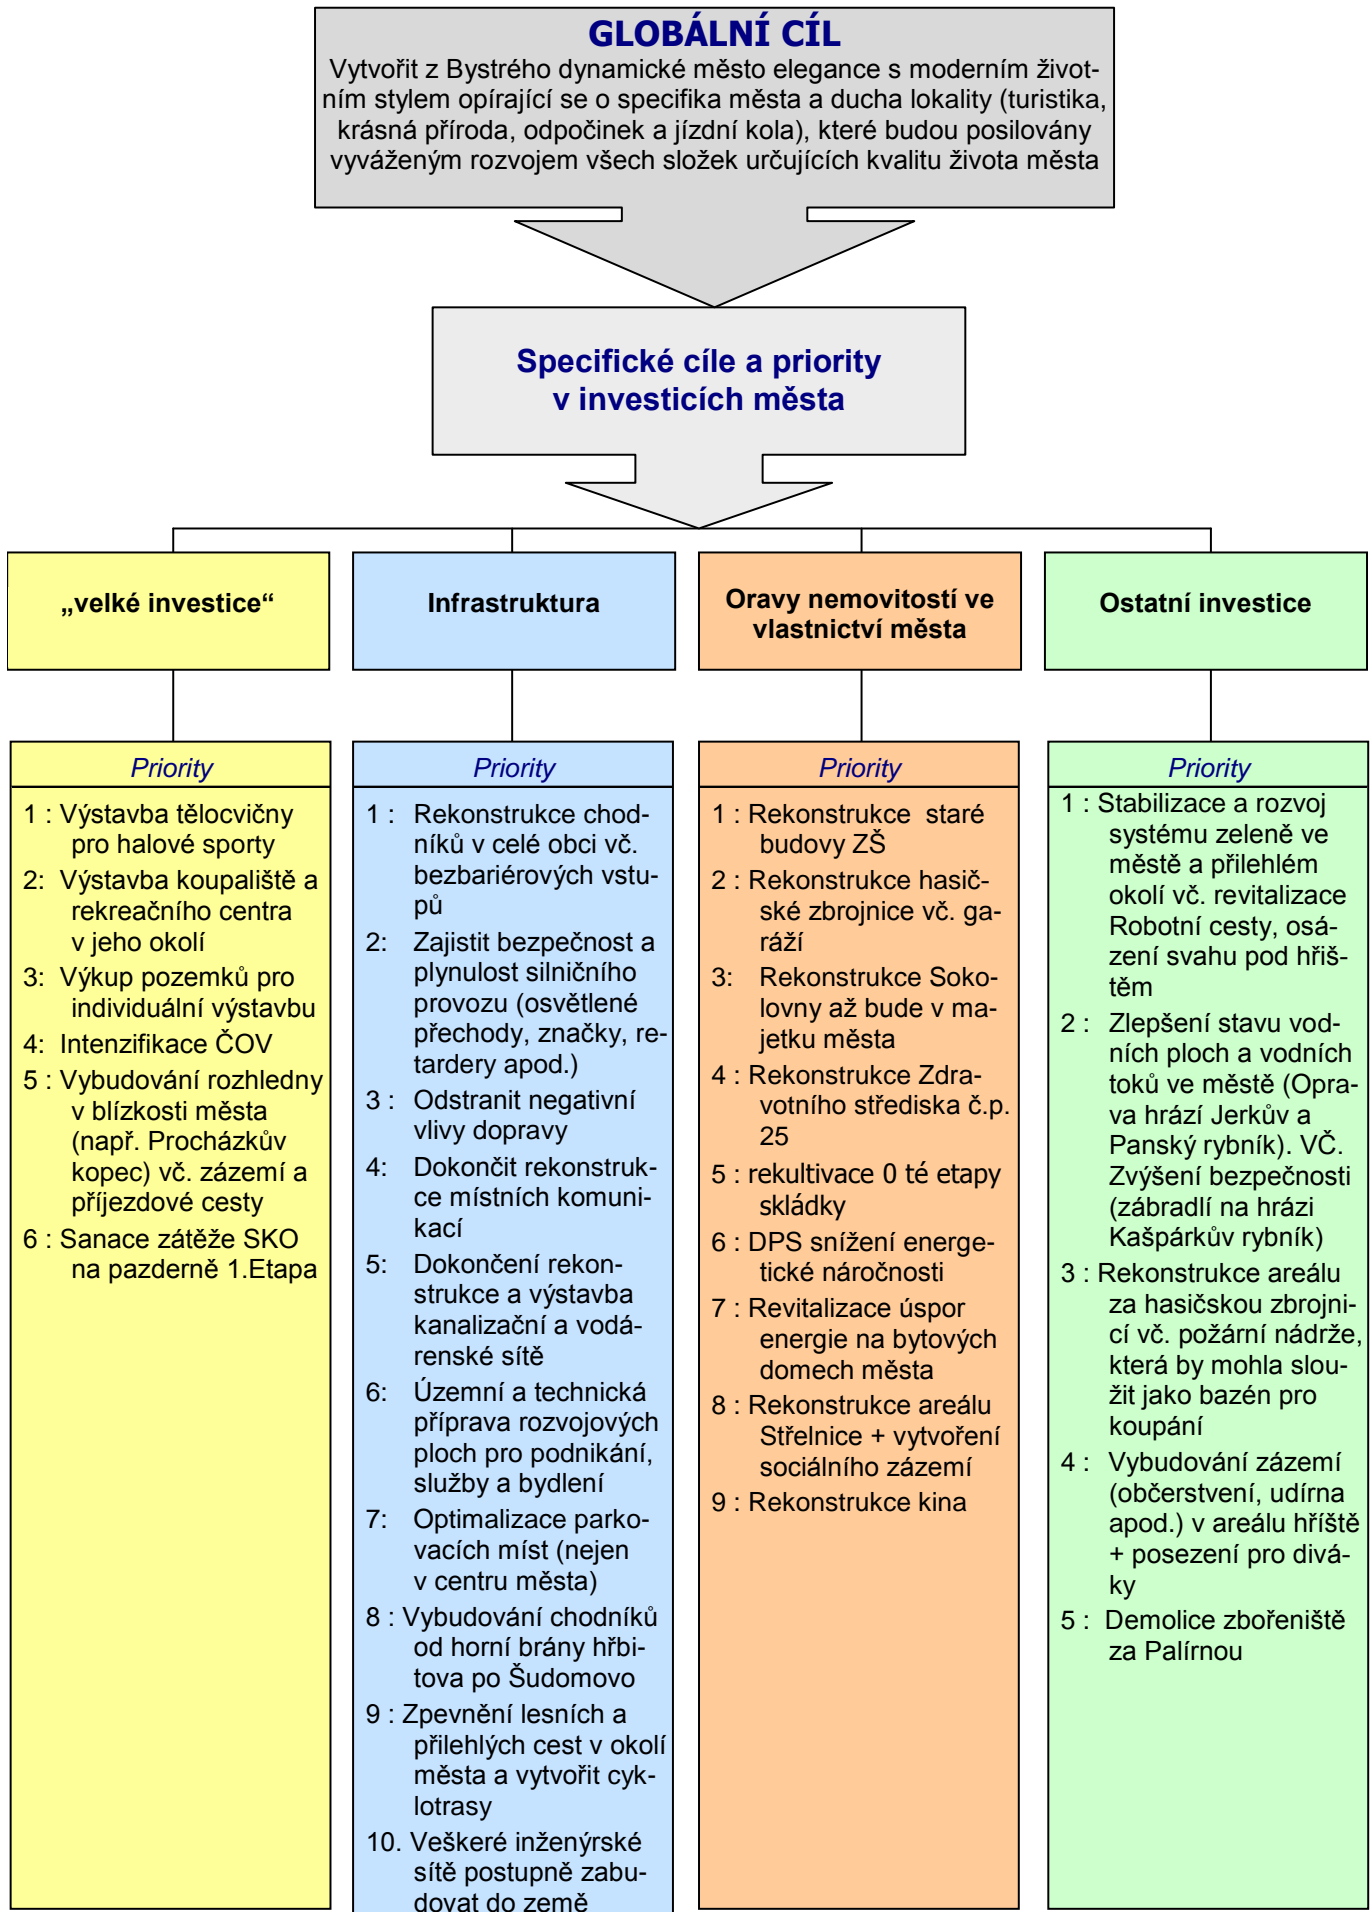 GLOBÁLNÍ CÍL
Vytvořit z Bystrého dynamické město elegance s moderním život-
ním stylem opírající se o specifika města a ducha lokality (turistika,
krásná příroda, odpočinek a jízdní kola), které budou posilovány
vyváženým rozvojem všech složek určujících kvalitu života města
Specifické cíle a priority
v investicích města
„velké investice“
Infrastruktura
Oravy nemovitostí ve
vlastnictví města
Ostatní investice
Priority
1 : Výstavba tělocvičny
pro halové sporty
2: Výstavba koupaliště a
rekreačního centra
v jeho okolí
3: Výkup pozemků pro
individuální výstavbu
4: Intenzifikace ČOV
5 : Vybudování rozhledny
v blízkosti města
(např. Procházkův
kopec) vč. zázemí a
příjezdové cesty
6 : Sanace zátěže SKO
na pazderně 1.Etapa
Priority
1 : Rekonstrukce chod-
níků v celé obci vč.
bezbariérových vstu-
pů
2: Zajistit bezpečnost a
plynulost silničního
provozu (osvětlené
přechody, značky, re-
tardery apod.)
3 : Odstranit negativní
vlivy dopravy
4: Dokončit rekonstruk-
ce místních komuni-
kací
5: Dokončení rekon-
strukce a výstavba
kanalizační a vodá-
renské sítě
6: Územní a technická
příprava rozvojových
ploch pro podnikání,
služby a bydlení
7: Optimalizace parko-
vacích míst (nejen
v centru města)
8 : Vybudování chodníků
od horní brány hřbi-
tova po Šudomovo
9 : Zpevnění lesních a
přilehlých cest v okolí
města a vytvořit cyk-
lotrasy
10. Veškeré inženýrské
sítě postupně zabu-
dovat do země
Priority
1 : Rekonstrukce staré
budovy ZŠ
2 : Rekonstrukce hasič-
ské zbrojnice vč. ga-
ráží
3: Rekonstrukce Soko-
lovny až bude v ma-
jetku města
4 : Rekonstrukce Zdra-
votního střediska č.p.
25
5 : rekultivace 0 té etapy
skládky
6 : DPS snížení energe-
tické náročnosti
7 : Revitalizace úspor
energie na bytových
domech města
8 : Rekonstrukce areálu
Střelnice + vytvoření
sociálního zázemí
9 : Rekonstrukce kina
Priority
1 : Stabilizace a rozvoj
systému zeleně ve
městě a přilehlém
okolí vč. revitalizace
Robotní cesty, osá-
zení svahu pod hřiš-
těm
2 : Zlepšení stavu vod-
ních ploch a vodních
toků ve městě (Opra-
va hrází Jerkův a
Panský rybník). VČ.
Zvýšení bezpečnosti
(zábradlí na hrázi
Kašpárkův rybník)
3 : Rekonstrukce areálu
za hasičskou zbrojni-
cí vč. požární nádrže,
která by mohla slou-
žit jako bazén pro
koupání
4 : Vybudování zázemí
(občerstvení, udírna
apod.) v areálu hříště
+ posezení pro divá-
ky
5 : Demolice zbořeniště
za Palírnou